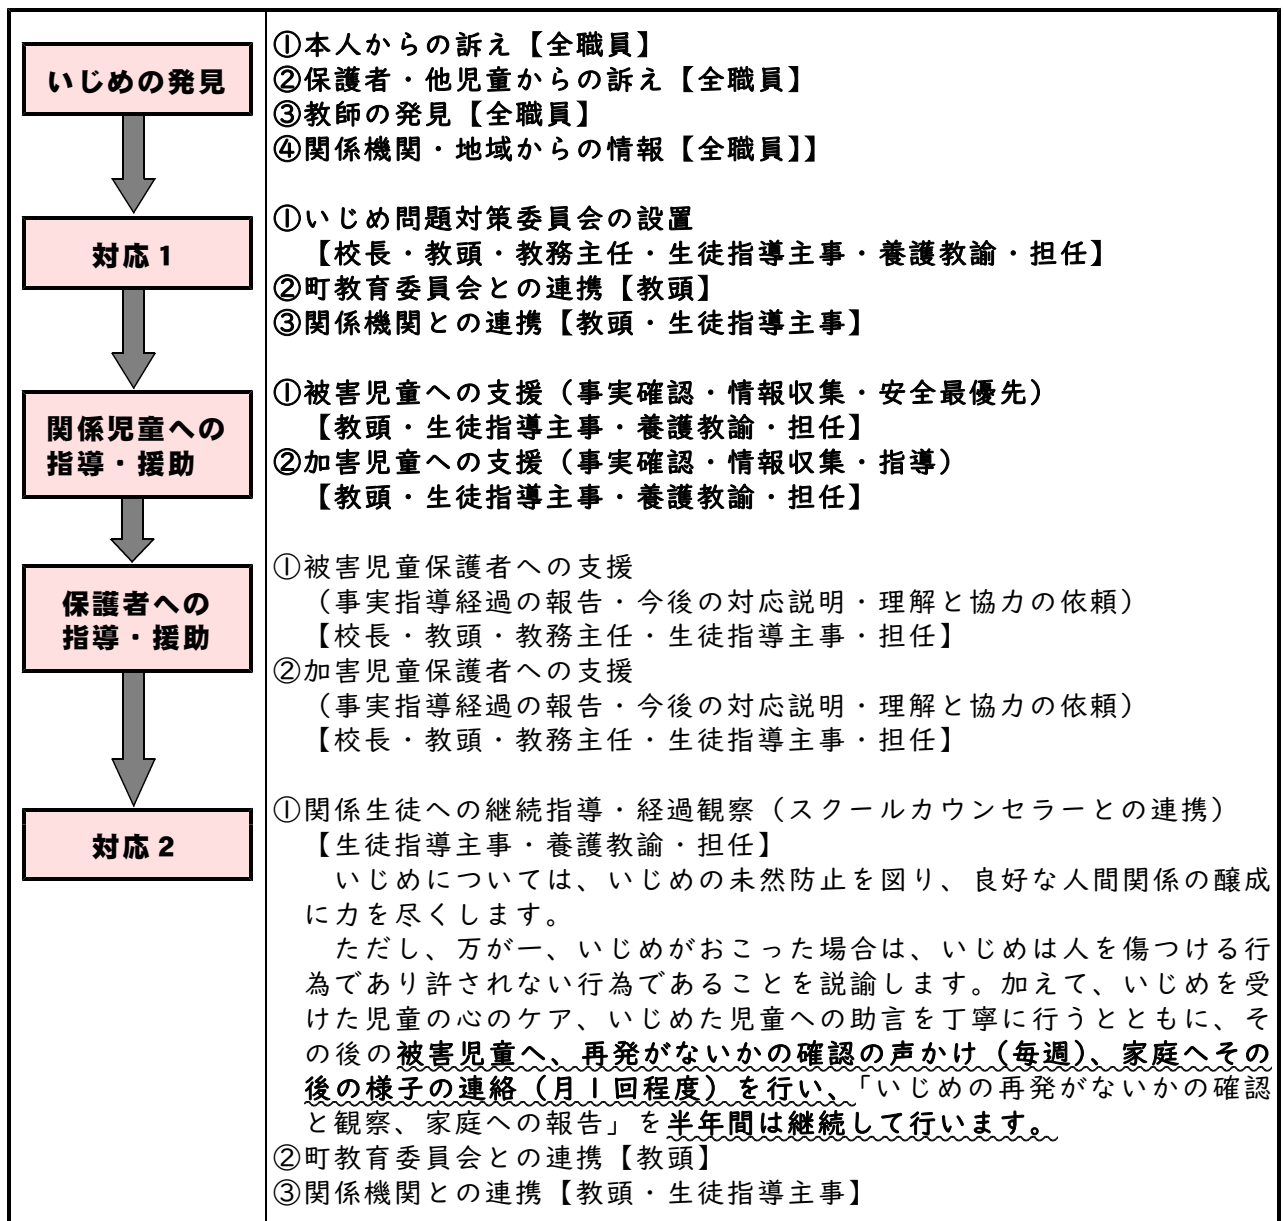 いじめの発見
①本人からの訴え【全職員】
②保護者・他児童からの訴え【全職員】
③教師の発見【全職員】
④関係機関・地域からの情報【全職員】】
対応1
①いじめ問題対策委員会の設置
【校長・教頭・教務主任・生徒指導主事・養護教諭・担任】
②町教育委員会との連携【教頭】
③関係機関との連携【教頭・生徒指導主事】
関係児童への
指導・援助
①被害児童への支援（事実確認・情報収集・安全最優先）
【教頭・生徒指導主事・養護教諭・担任】
②加害児童への支援（事実確認・情報収集・指導）
【教頭・生徒指導主事・養護教諭・担任】
保護者への
指導・援助
①被害児童保護者への支援
（事実指導経過の報告・今後の対応説明・理解と協力の依頼）
【校長・教頭・教務主任・生徒指導主事・担任】
②加害児童保護者への支援
（事実指導経過の報告・今後の対応説明・理解と協力の依頼）
【校長・教頭・教務主任・生徒指導主事・担任】
対応2
①関係生徒への継続指導・経過観察（スクールカウンセラーとの連携）
【生徒指導主事・養護教諭・担任】
いじめについては、いじめの未然防止を図り、良好な人間関係の醸成
に力を尽くします。
ただし、万が一、いじめがおこった場合は、いじめは人を傷つける行
為であり許されない行為であることを説諭します。加えて、いじめを受
けた児童の心のケア、いじめた児童への助言を丁寧に行うとともに、そ
の後の被害児童へ、再発がないかの確認の声かけ（毎週）、家庭へその
後の様子の連絡（月1回程度）を行い、「いじめの再発がないかの確認
と観察、家庭への報告」を半年間は継続して行います。
②町教育委員会との連携【教頭】
③関係機関との連携【教頭・生徒指導主事】